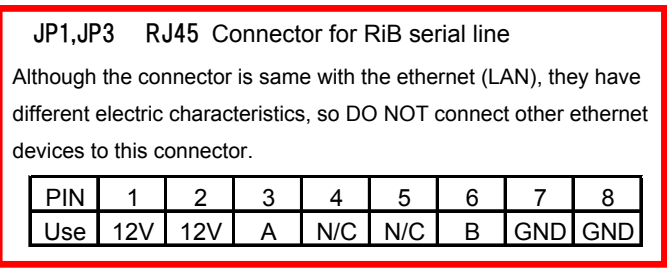 JP1,JP3 RJ45 Connector for RiB serial line
Although the connector is same with the ethernet (LAN), they have
different electric characteristics, so DO NOT connect other ethernet
devices to this connector.
PIN 1 2 3 4 5 6 7 8
Use 12V 12V A N/C N/C B GND GND